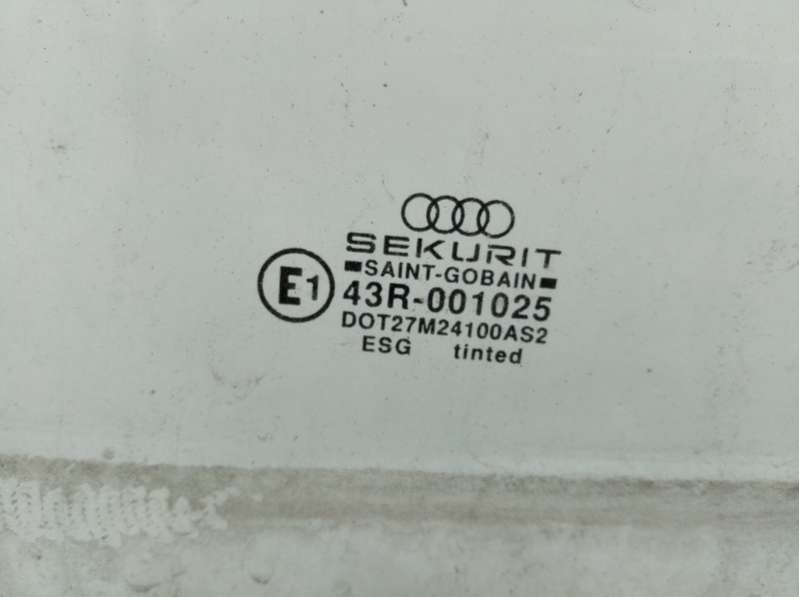 SEKURIT
SAINT-GOBAIN
E1
43R-001025
DOT27M24100AS2
ESG tinted